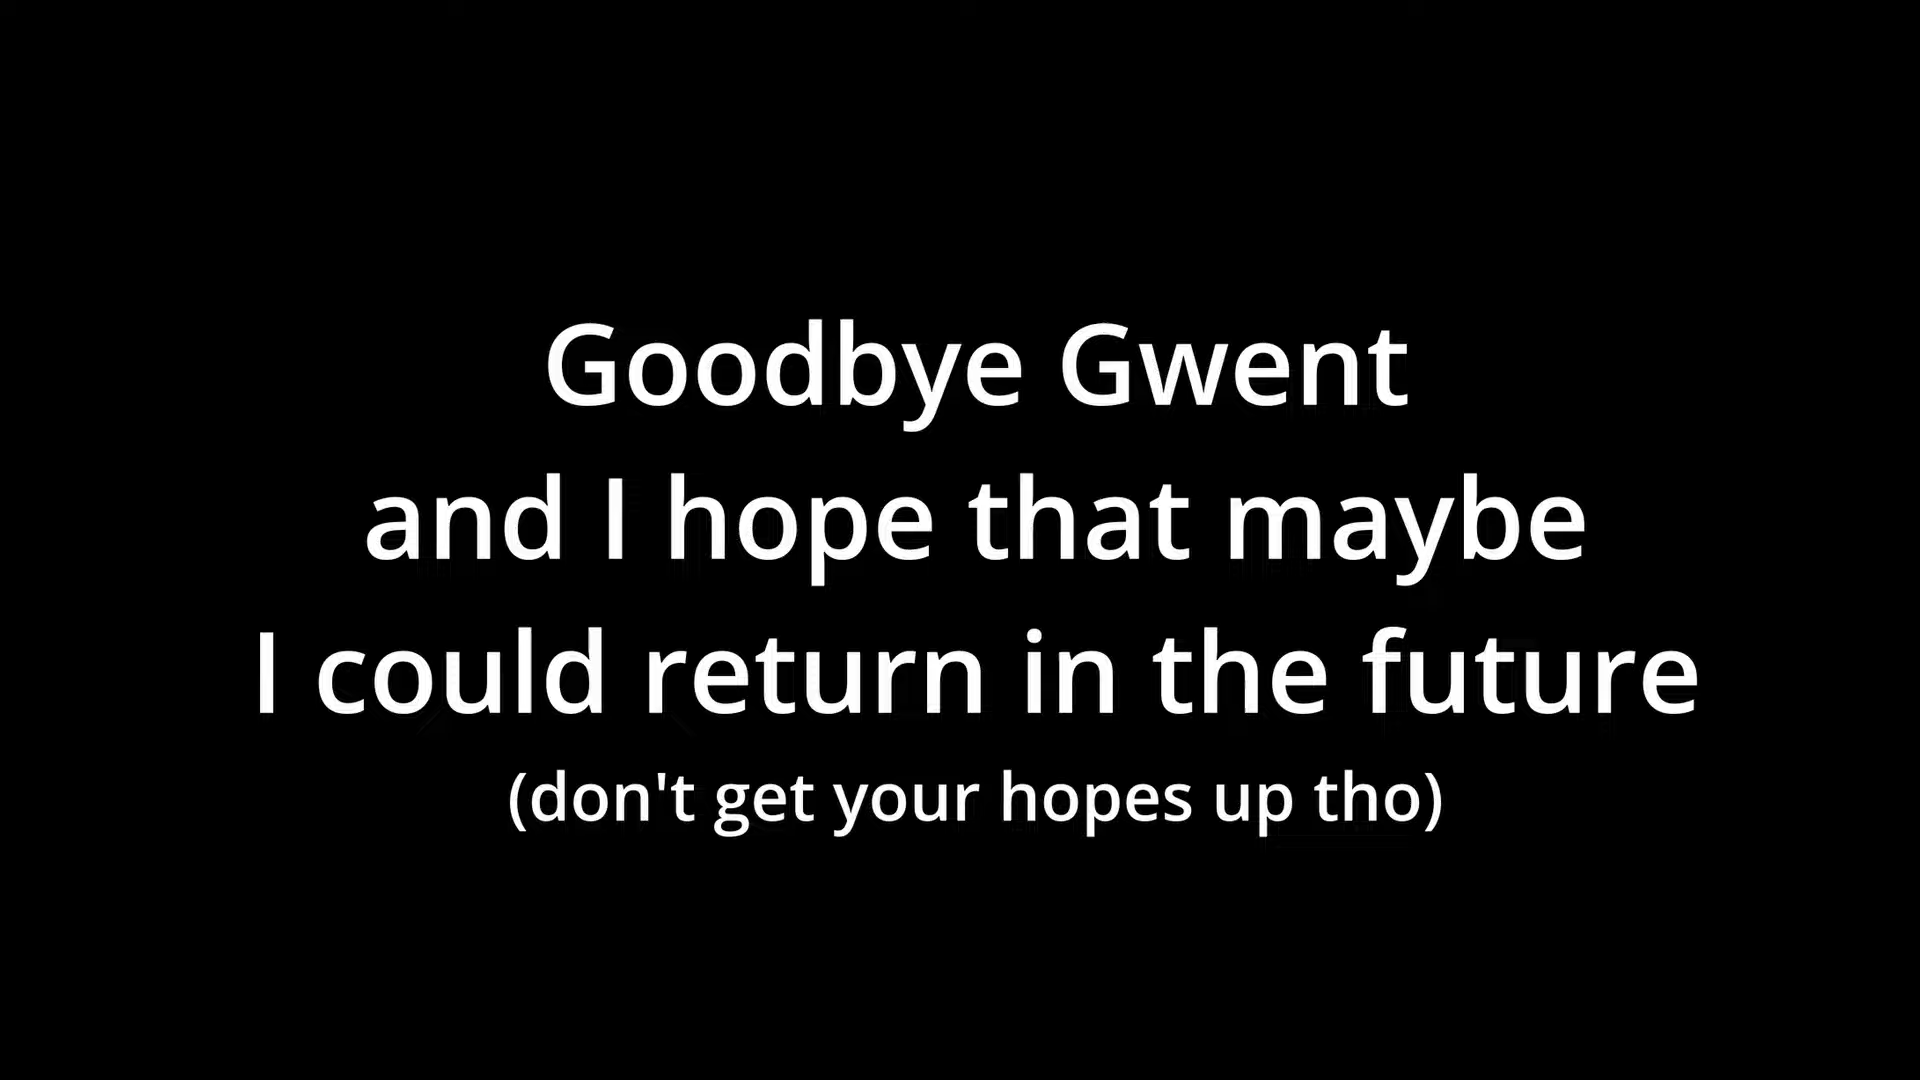 Goodbye Gwent
and I hope that maybe
I could return in the future
(don't get your hopes up tho)